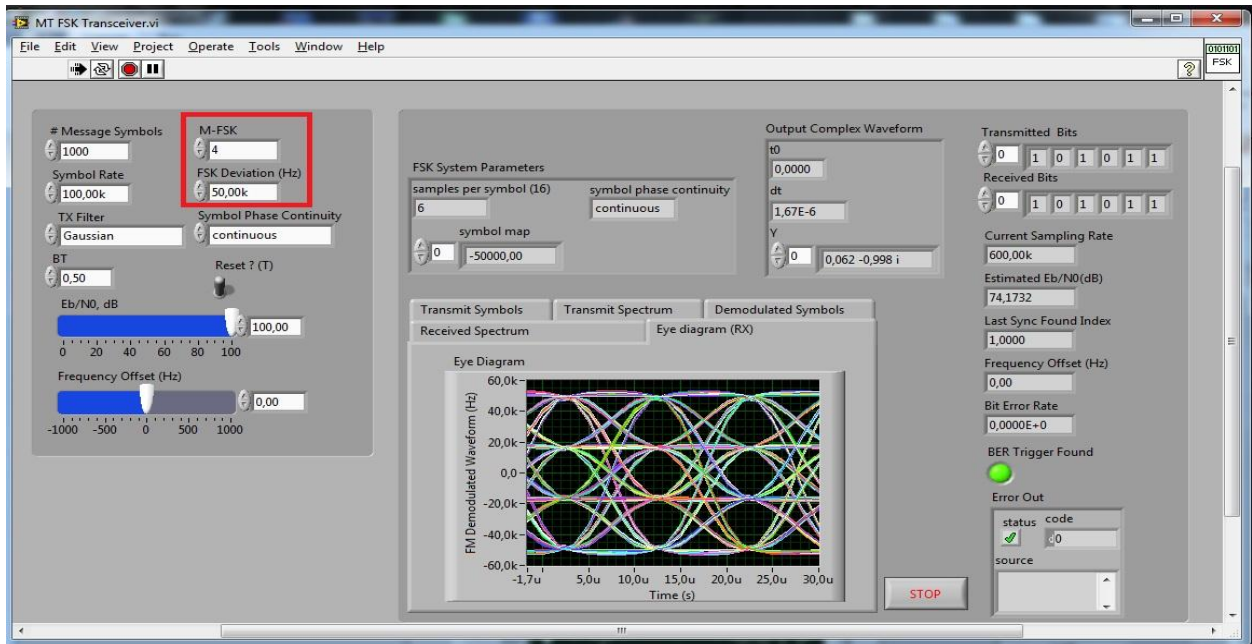 MT FSK Transceiver.vi
File Edit View Project Operate Tools Window Help
0101101
FSK
# Message Symbols
1000
M-FSK
4
Symbol Rate
100,00k
FSK Deviation (Hz)
50,00k
TX Filter
Gaussian
Symbol Phase Continuity
continuous
BT
0,50
Reset ? (T)
Eb/N0, dB
100,00
0 20 40 60 80 100
Frequency Offset (Hz)
0,00
-1000 -500 0 500 1000
FSK System Parameters
samples per symbol (16)
6
symbol phase continuity
continuous
symbol map
0 -50000,00
Output Complex Waveform
t0
0,0000
dt
1,67E-6
Y
0 0,062 -0,998 i
Transmit Symbols Transmit Spectrum Demodulated Symbols
Received Spectrum Eye diagram (RX)
Eye Diagram
FM Demodulated Waveform (Hz)
60,0k
40,0k
20,0k
0,0
-20,0k
-40,0k
-60,0k
-1,7u 5,0u 10,0u 15,0u 20,0u 25,0u 30,0u
Time (s)
STOP
Transmitted Bits
0 1 0 1 0 1 1
Received Bits
0 1 0 1 0 1 1
Current Sampling Rate
600,00k
Estimated Eb/N0(dB)
74,1732
Last Sync Found Index
1,0000
Frequency Offset (Hz)
0,00
Bit Error Rate
0,0000E+0
BER Trigger Found
Error Out
status code
0
source